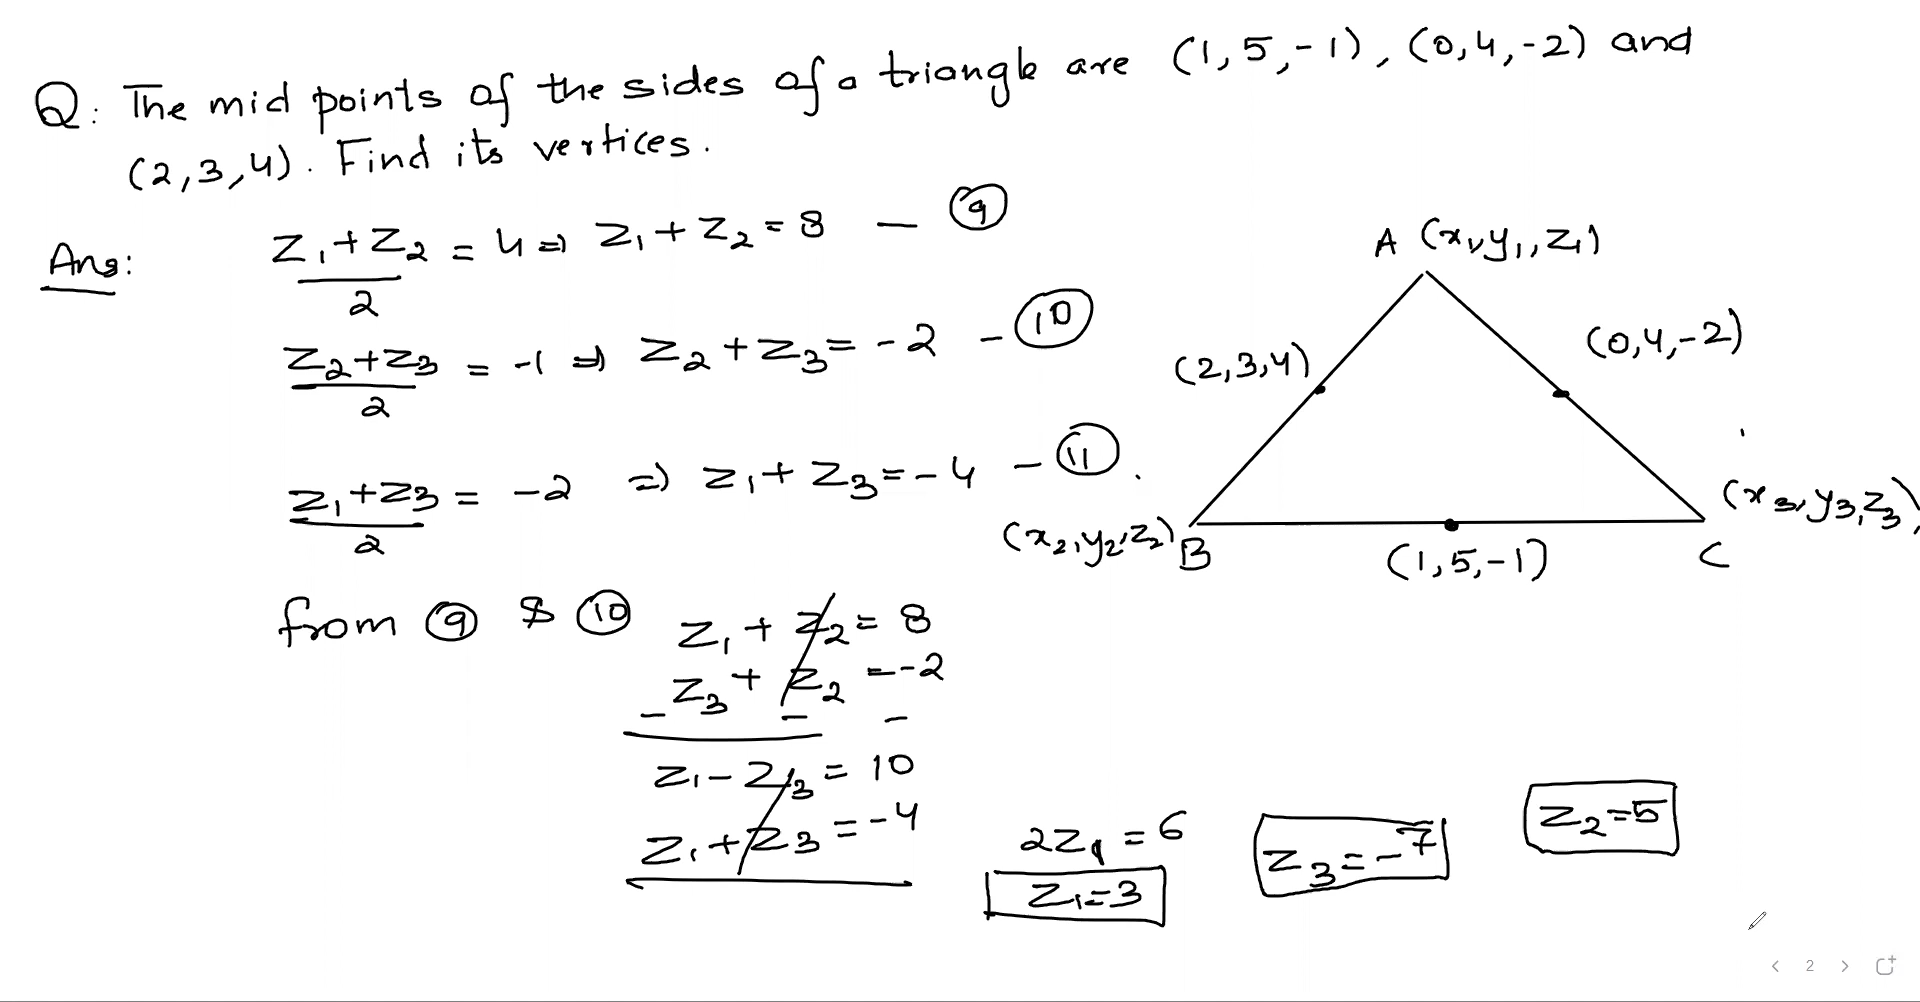 Q: The mid points of the sides of a triangle are (1,5,-1), (0,4,-2) and
(2,3,4). Find its vertices.
Ans:
z₁+z₂/2 = 4 ⇒ z₁+z₂=8 — ⑨
z₂+z₃/2 = -1 ⇒ z₂+z₃=-2 — ⑩
z₁+z₃/2 = -2 ⇒ z₁+z₃=-4 — ⑪.
from ⑨ & ⑩
z₁+z₂=8
z₃+z₂=-2
- - -
z₁-z₃=10
z₁+z₃=-4
2z₁=6
z₁=3
z₃=-7
z₂=5
A (x₁,y₁,z₁)
(2,3,4)
(0,4,-2)
(x₂,y₂,z₂) B
(1,5,-1)
C
(x₃,y₃,z₃)
2